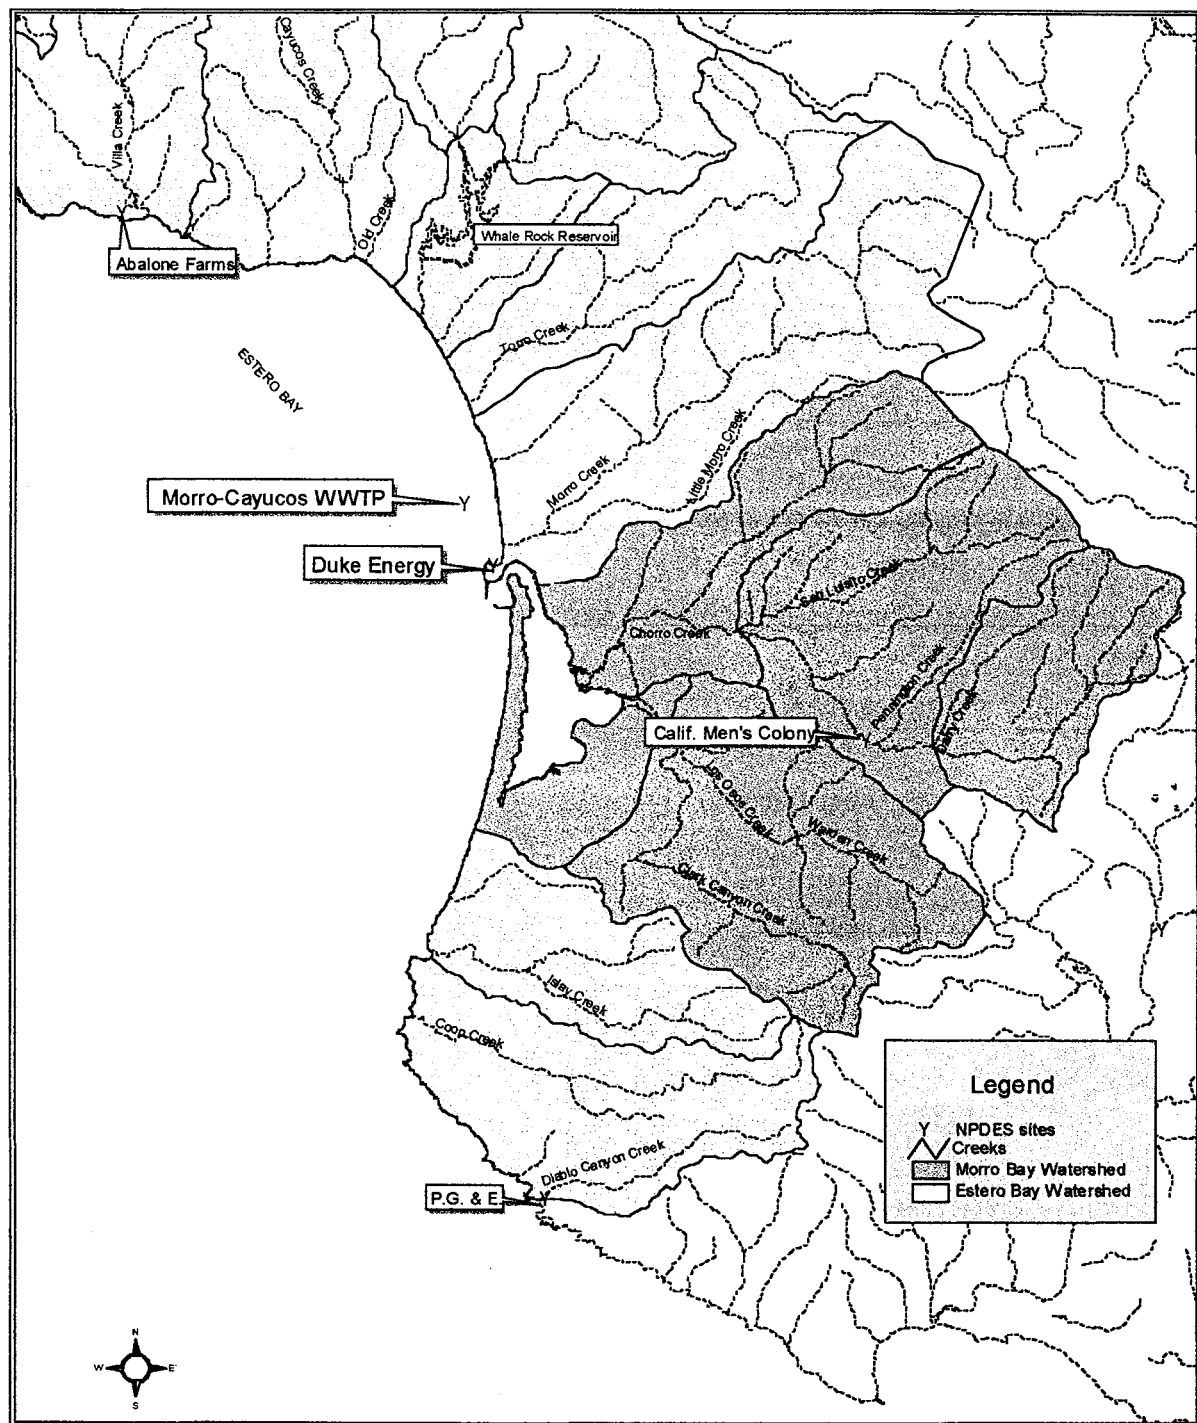 Cayucos Creek
Villa Creek
Old Creek
Whale Rock Reservoir
Abalone Farms
Torro Creek
ESTERO BAY
Little Morro Creek
Morro Creek
Morro-Cayucos WWTP
Y
Duke Energy
San Luisito Creek
Chorro Creek
Pennington Creek
Dairy Creek
Calif. Men's Colony
Los Osos Creek
Warden Creek
Clark Canyon Creek
Islay Creek
Coon Creek
Diablo Canyon Creek
P.G. & E.
Legend
Y NPDES sites
Creeks
Morro Bay Watershed
Estero Bay Watershed
N
W E
S